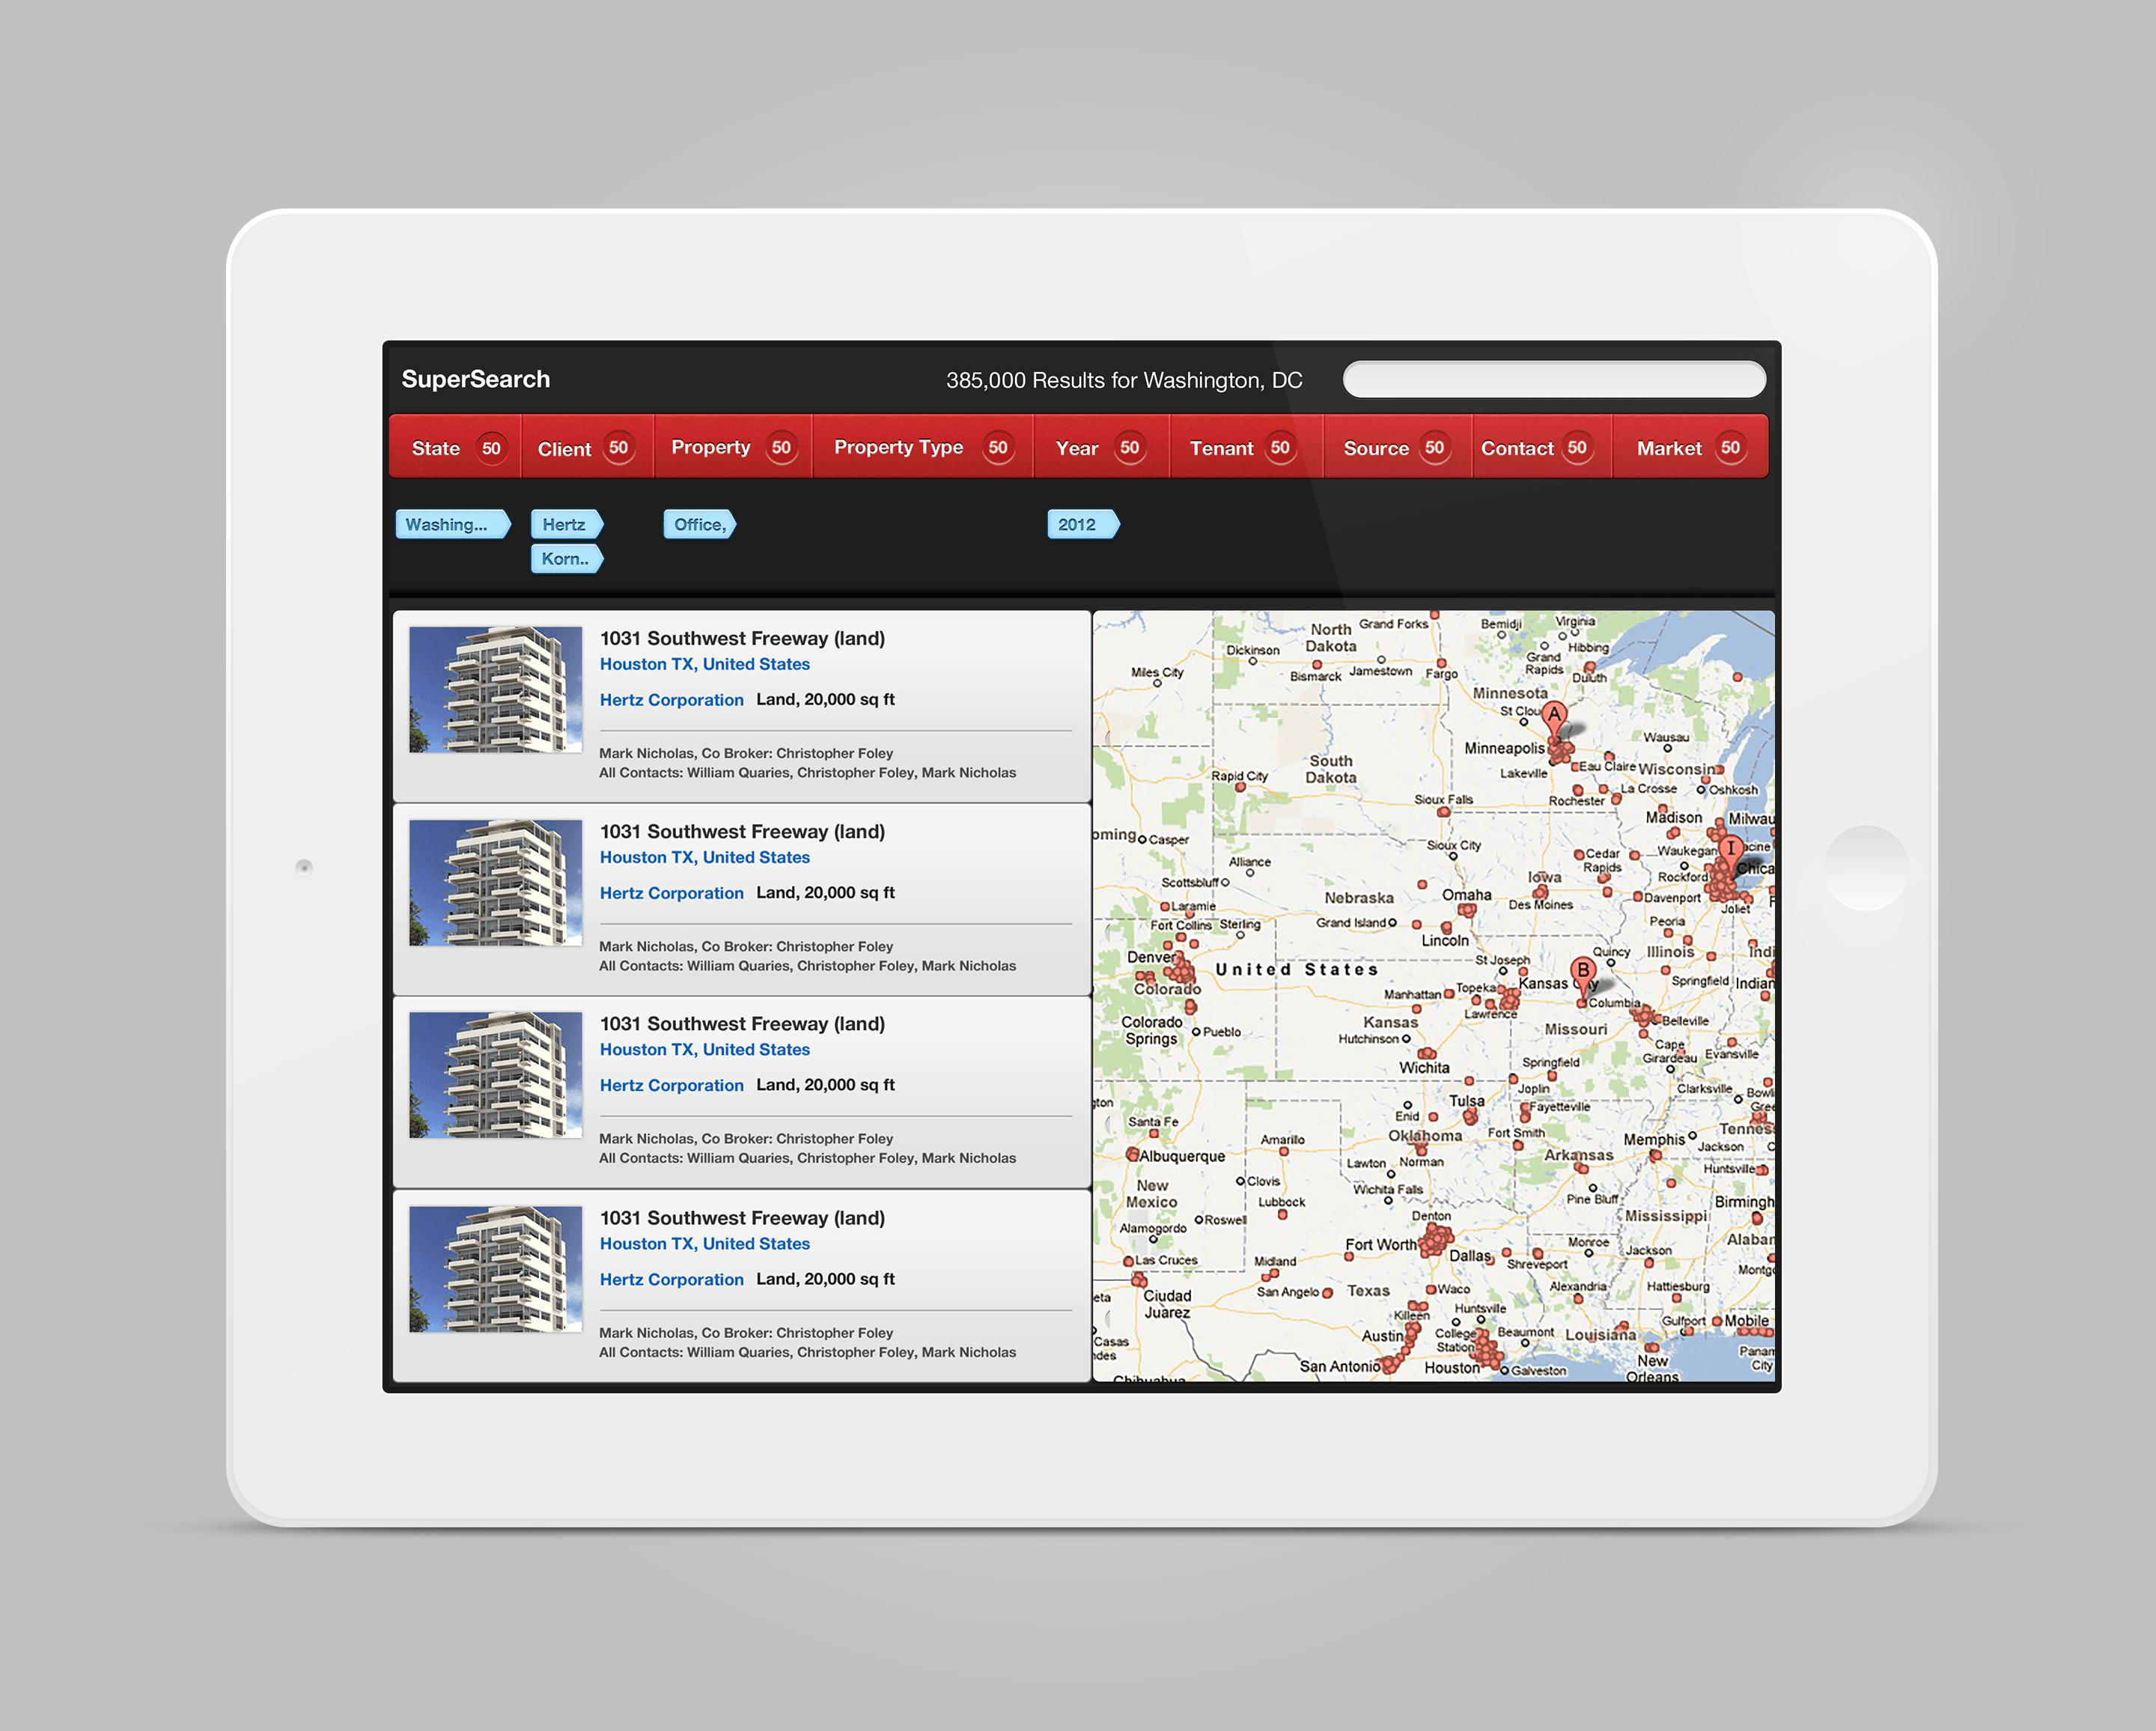 SuperSearch
385,000 Results for Washington, DC
State 50 Client 50 Property 50 Property Type 50 Year 50 Tenant 50 Source 50 Contact 50 Market 50
Washing... Hertz Office, 2012
Korn..
1031 Southwest Freeway (land)
Houston TX, United States
Hertz Corporation Land, 20,000 sq ft
Mark Nicholas, Co Broker: Christopher Foley
All Contacts: William Quaries, Christopher Foley, Mark Nicholas
1031 Southwest Freeway (land)
Houston TX, United States
Hertz Corporation Land, 20,000 sq ft
Mark Nicholas, Co Broker: Christopher Foley
All Contacts: William Quaries, Christopher Foley, Mark Nicholas
1031 Southwest Freeway (land)
Houston TX, United States
Hertz Corporation Land, 20,000 sq ft
Mark Nicholas, Co Broker: Christopher Foley
All Contacts: William Quaries, Christopher Foley, Mark Nicholas
1031 Southwest Freeway (land)
Houston TX, United States
Hertz Corporation Land, 20,000 sq ft
Mark Nicholas, Co Broker: Christopher Foley
All Contacts: William Quaries, Christopher Foley, Mark Nicholas
North
Dakota
Grand Forks
Bemidji
Virginia
Hibbing
Grand
Rapids
Duluth
Dickinson
Bismarck
Jamestown
Fargo
Miles City
Minnesota
St Clou
A
Minneapolis
Lakeville
Eau Claire
Wausau
Wisconsin
South
Dakota
Rapid City
Sioux Falls
Rochester
La Crosse
Oshkosh
Madison
Milwau
oming
Casper
Sioux City
Cedar
Rapids
Waukegan
I
acine
Alliance
Scottsbluff
Iowa
Rockford
Chica
Nebraska
Omaha
Des Moines
Davenport
Joliet
Laramie
Fort Collins
Sterling
Grand Island
Lincoln
Peoria
Denver
United States
St Joseph
Quincy
Illinois
Indi
Colorado
B
Kansas City
Topeka
Manhattan
Lawrence
Columbia
Springfield
Indian
Colorado
Springs
Pueblo
Kansas
Hutchinson
Missouri
Belleville
Wichita
Springfield
Cape
Girardeau
Evansville
Joplin
Clarksville
Bowli
gton
Enid
Tulsa
Fayetteville
Gree
Santa Fe
Amarillo
Oklahoma
Fort Smith
Memphis
Tennes
Jackson
Albuquerque
Lawton
Norman
Arkansas
Huntsville
New
Mexico
Clovis
Wichita Falls
Pine Bluff
Birmingh
Lubbock
Roswell
Alamogordo
Denton
Mississippi
Alaban
Fort Worth
Dallas
Monroe
Jackson
Las Cruces
Midland
Shreveport
Montgo
Ciudad
Juarez
eta
San Angelo
Texas
Waco
Alexandria
Hattiesburg
Killeen
Huntsville
Gulfport
Mobile
Casas
ndes
Austin
College
Station
Beaumont
Louisiana
San Antonio
Houston
Galveston
New
Orleans
Panam
City
Chihuahua